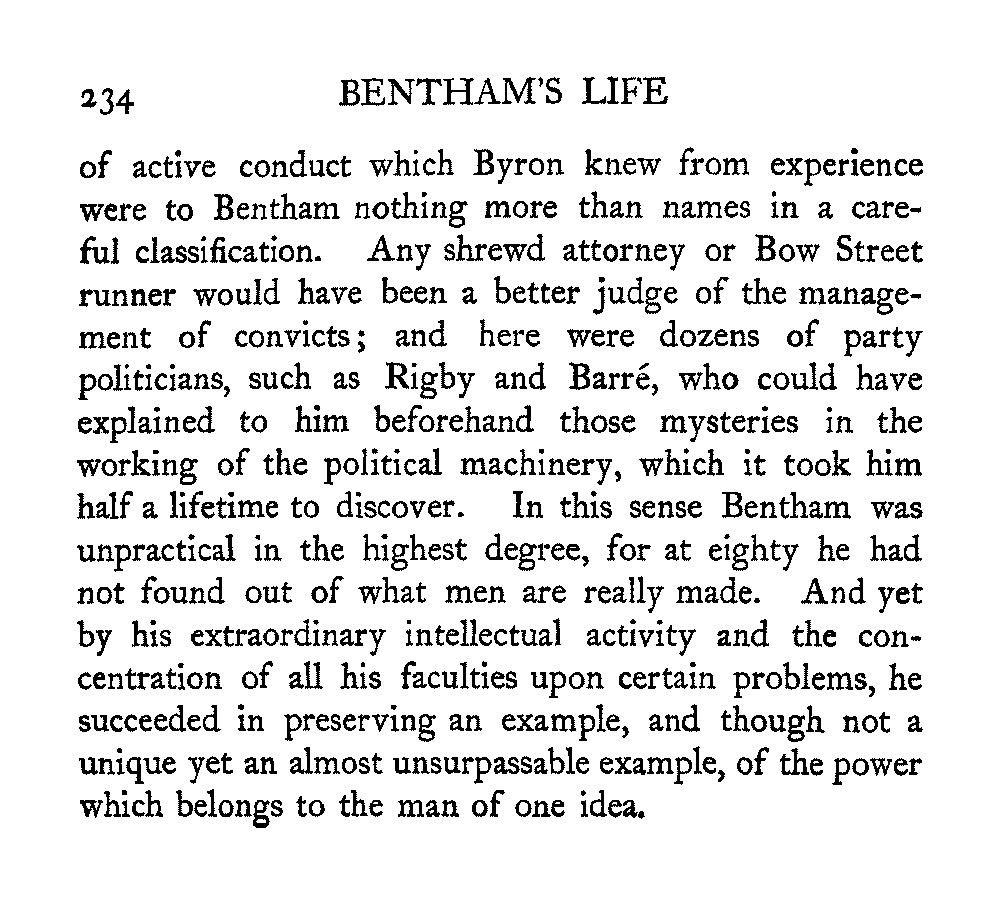 234 BENTHAM'S LIFE
of active conduct which Byron knew from experience
were to Bentham nothing more than names in a care-
ful classification. Any shrewd attorney or Bow Street
runner would have been a better judge of the manage-
ment of convicts; and here were dozens of party
politicians, such as Rigby and Barré, who could have
explained to him beforehand those mysteries in the
working of the political machinery, which it took him
half a lifetime to discover. In this sense Bentham was
unpractical in the highest degree, for at eighty he had
not found out of what men are really made. And yet
by his extraordinary intellectual activity and the con-
centration of all his faculties upon certain problems, he
succeeded in preserving an example, and though not a
unique yet an almost unsurpassable example, of the power
which belongs to the man of one idea.